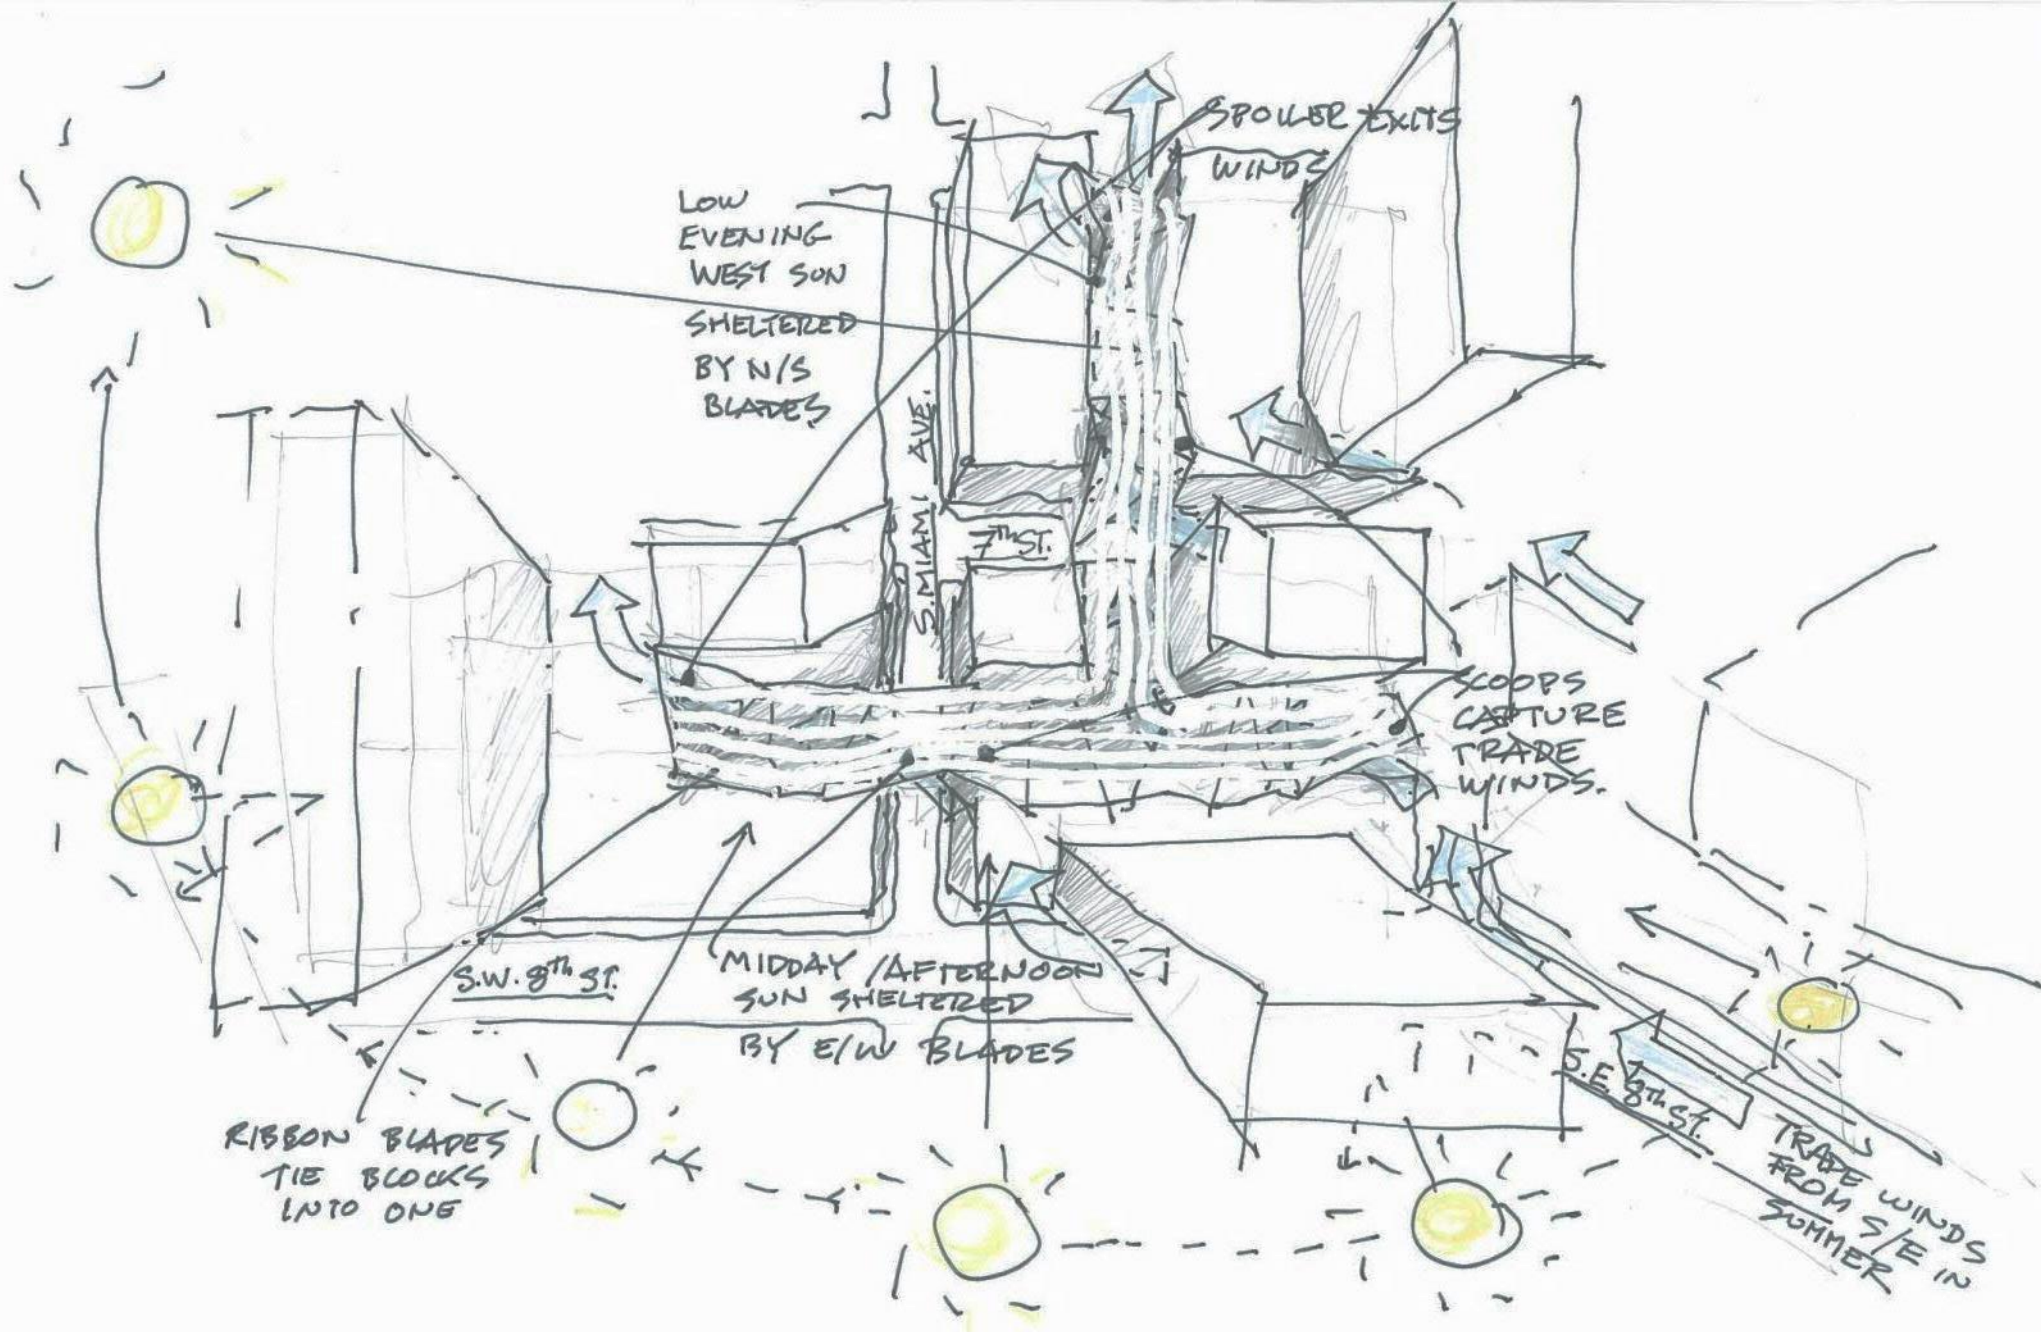 SPOILER EXITS
WINDS
LOW
EVENING
WEST SUN
SHELTERED
BY N/S
BLADES
S. MIAMI AVE.
7TH ST.
SCOOPS
CAPTURE
TRADE
WINDS.
S.W. 8TH ST.
MIDDAY / AFTERNOON
SUN SHELTERED
BY E/W BLADES
S.E. 8TH ST.
TRADE WINDS
FROM S/E IN
SUMMER
RIBBON BLADES
TIE BLOCKS
INTO ONE